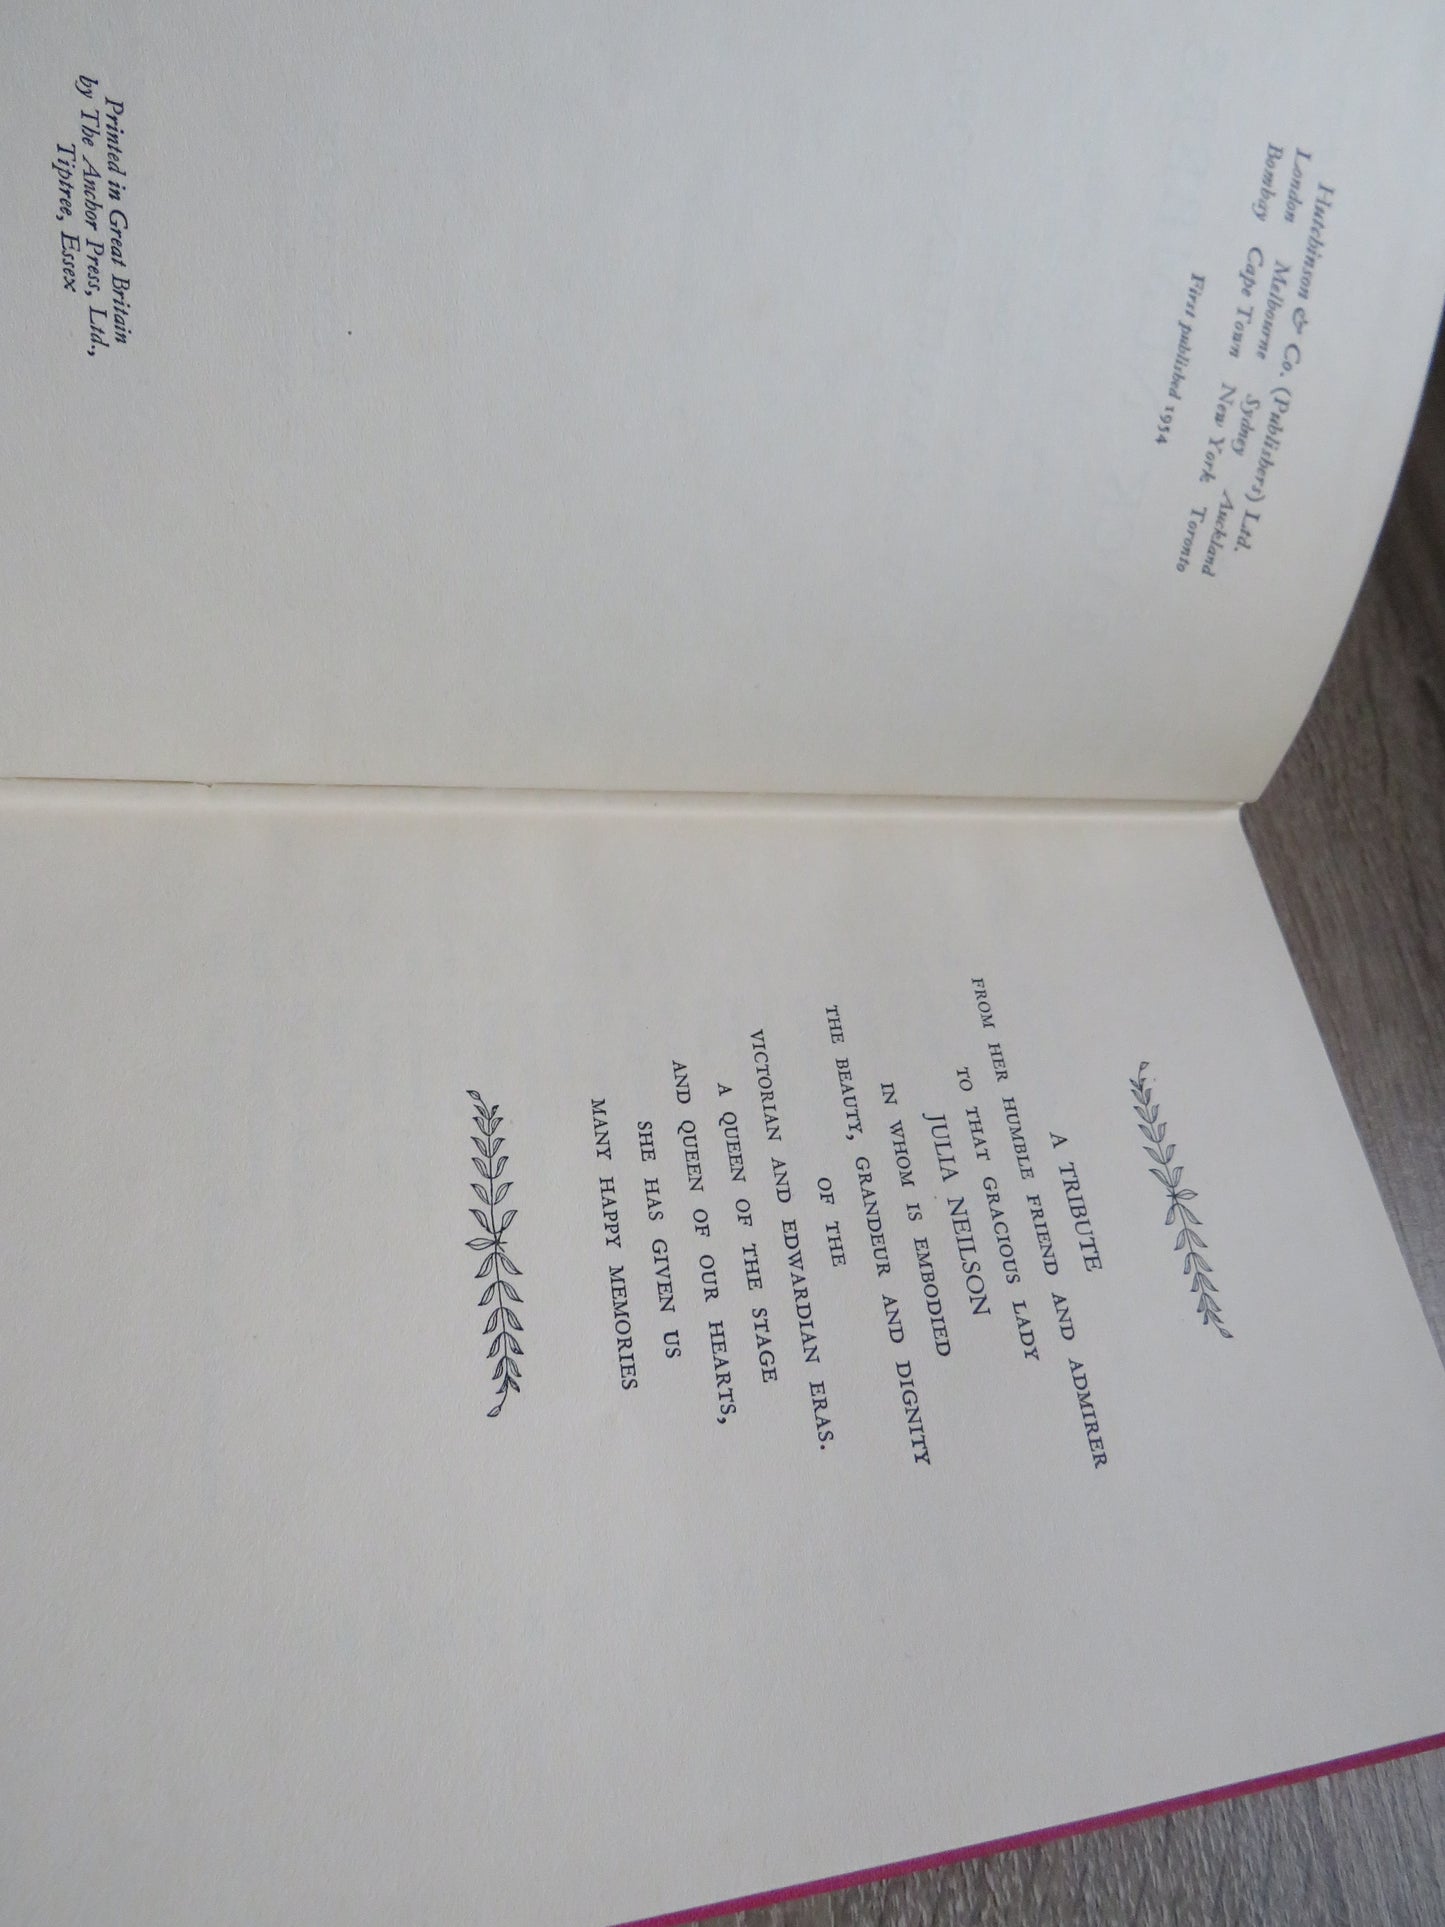 Hutchinson & Co. (Publishers) Ltd.
London Melbourne Sydney Auckland
Bombay Cape Town New York Toronto
First published 1954
Printed in Great Britain
by The Anchor Press, Ltd.,
Tiptree, Essex
A TRIBUTE
FROM HER HUMBLE FRIEND AND ADMIRER
TO THAT GRACIOUS LADY
JULIA NEILSON
IN WHOM IS EMBODIED
THE BEAUTY, GRANDEUR AND DIGNITY
OF THE
VICTORIAN AND EDWARDIAN ERAS.
A QUEEN OF THE STAGE
AND QUEEN OF OUR HEARTS,
SHE HAS GIVEN US
MANY HAPPY MEMORIES